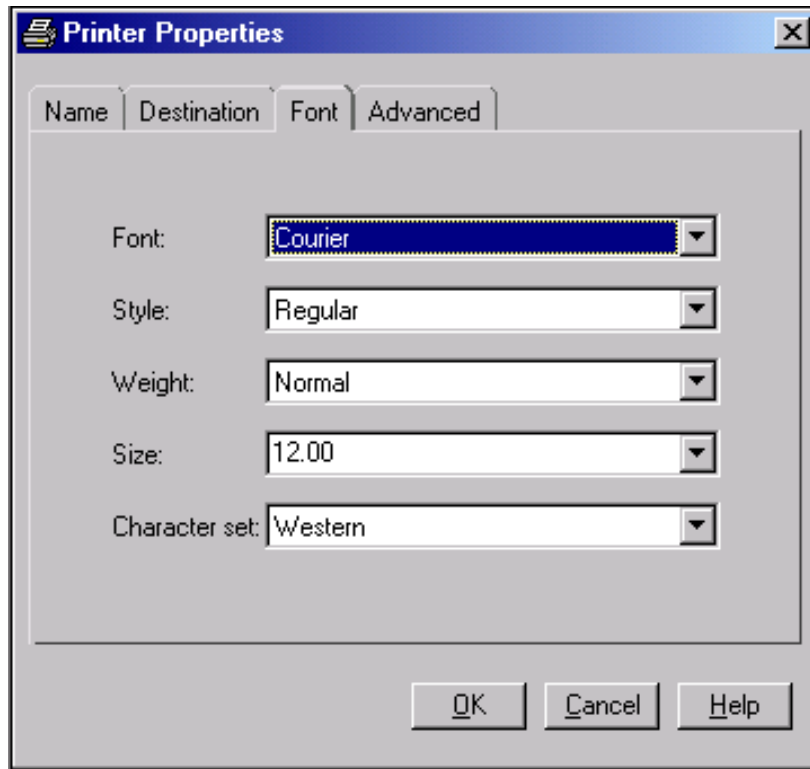 Printer Properties
Name Destination Font Advanced
Font: Courier
Style: Regular
Weight: Normal
Size: 12.00
Character set: Western
OK Cancel Help